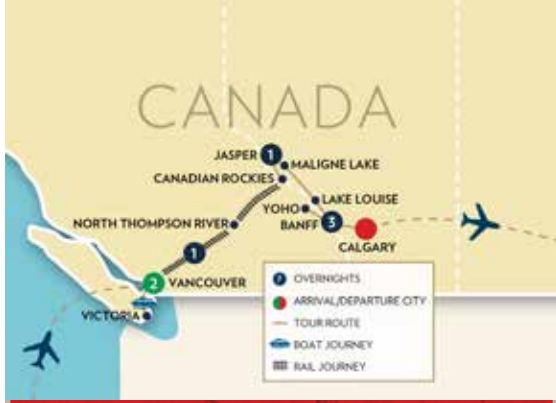 CANADA
JASPER 1
MALIGNE LAKE
CANADIAN ROCKIES
LAKE LOUISE
YOHO
BANFF 3
NORTH THOMPSON RIVER
CALGARY
1
2 VANCOUVER
VICTORIA
OVERNIGHTS
ARRIVAL/DEPARTURE CITY
TOUR ROUTE
BOAT JOURNEY
RAIL JOURNEY